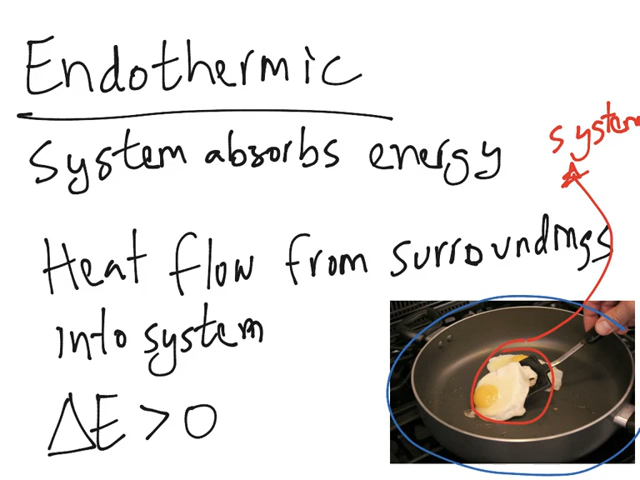 Endothermic
System absorbs energy
system
Heat flow from surroundings
into system
ΔE > 0